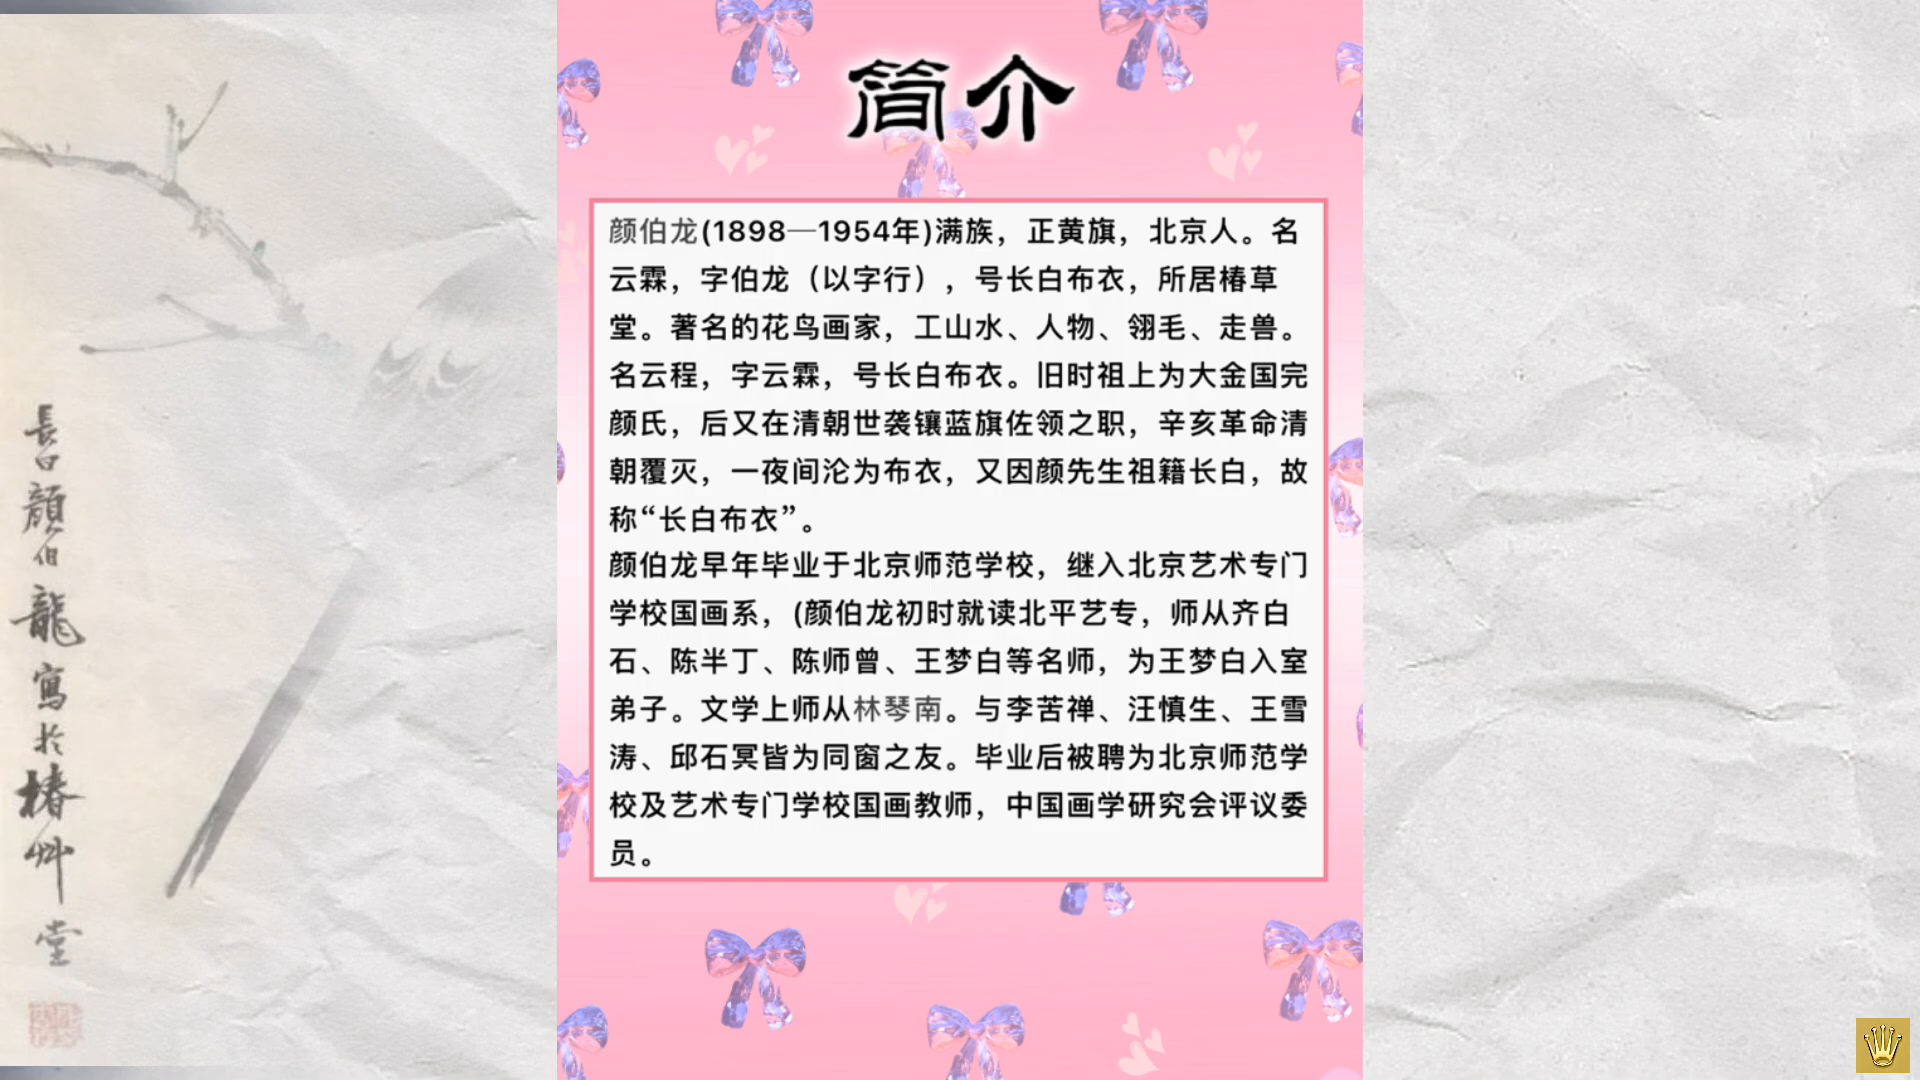 简介
颜伯龙(1898—1954年)满族，正黄旗，北京人。名
云霖，字伯龙（以字行），号长白布衣，所居椿草
堂。著名的花鸟画家，工山水、人物、翎毛、走兽。
名云程，字云霖，号长白布衣。旧时祖上为大金国完
颜氏，后又在清朝世袭镶蓝旗佐领之职，辛亥革命清
朝覆灭，一夜间沦为布衣，又因颜先生祖籍长白，故
称“长白布衣”。
颜伯龙早年毕业于北京师范学校，继入北京艺术专门
学校国画系，(颜伯龙初时就读北平艺专，师从齐白
石、陈半丁、陈师曾、王梦白等名师，为王梦白入室
弟子。文学上师从林琴南。与李苦禅、汪慎生、王雪
涛、邱石冥皆为同窗之友。毕业后被聘为北京师范学
校及艺术专门学校国画教师，中国画学研究会评议委
员。
長白顏伯龍寫於椿艸堂